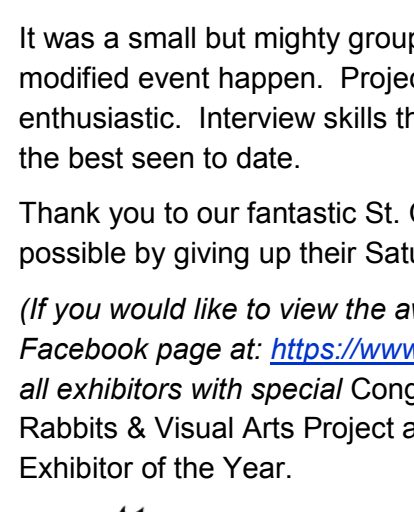 It was a small but mighty group
modified event happen.  Projec
enthusiastic.  Interview skills th
the best seen to date.
Thank you to our fantastic St. 
possible by giving up their Satu
(If you would like to view the aw
Facebook page at: https://www
all exhibitors with special Cong
Rabbits & Visual Arts Project a
Exhibitor of the Year.